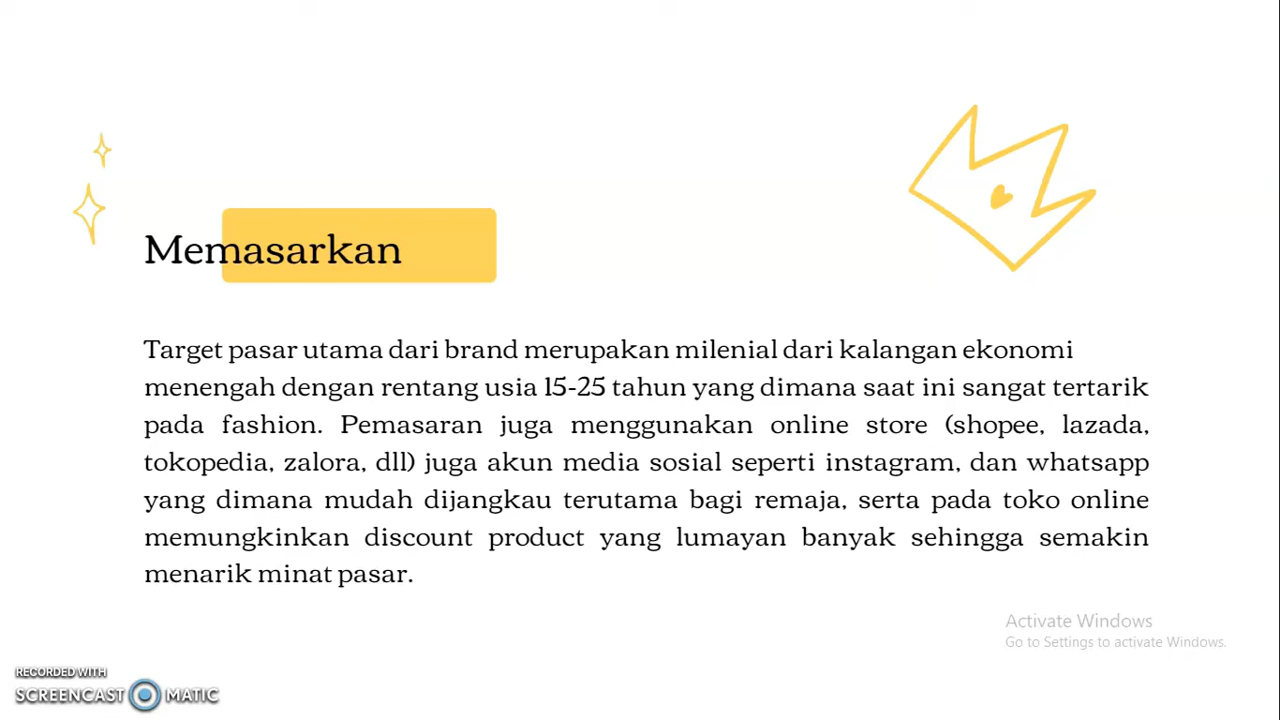 Memasarkan
Target pasar utama dari brand merupakan milenial dari kalangan ekonomi
menengah dengan rentang usia 15-25 tahun yang dimana saat ini sangat tertarik
pada fashion. Pemasaran juga menggunakan online store (shopee, lazada,
tokopedia, zalora, dll) juga akun media sosial seperti instagram, dan whatsapp
yang dimana mudah dijangkau terutama bagi remaja, serta pada toko online
memungkinkan discount product yang lumayan banyak sehingga semakin
menarik minat pasar.
Activate Windows
Go to Settings to activate Windows.
RECORDED WITH
SCREENCAST MATIC